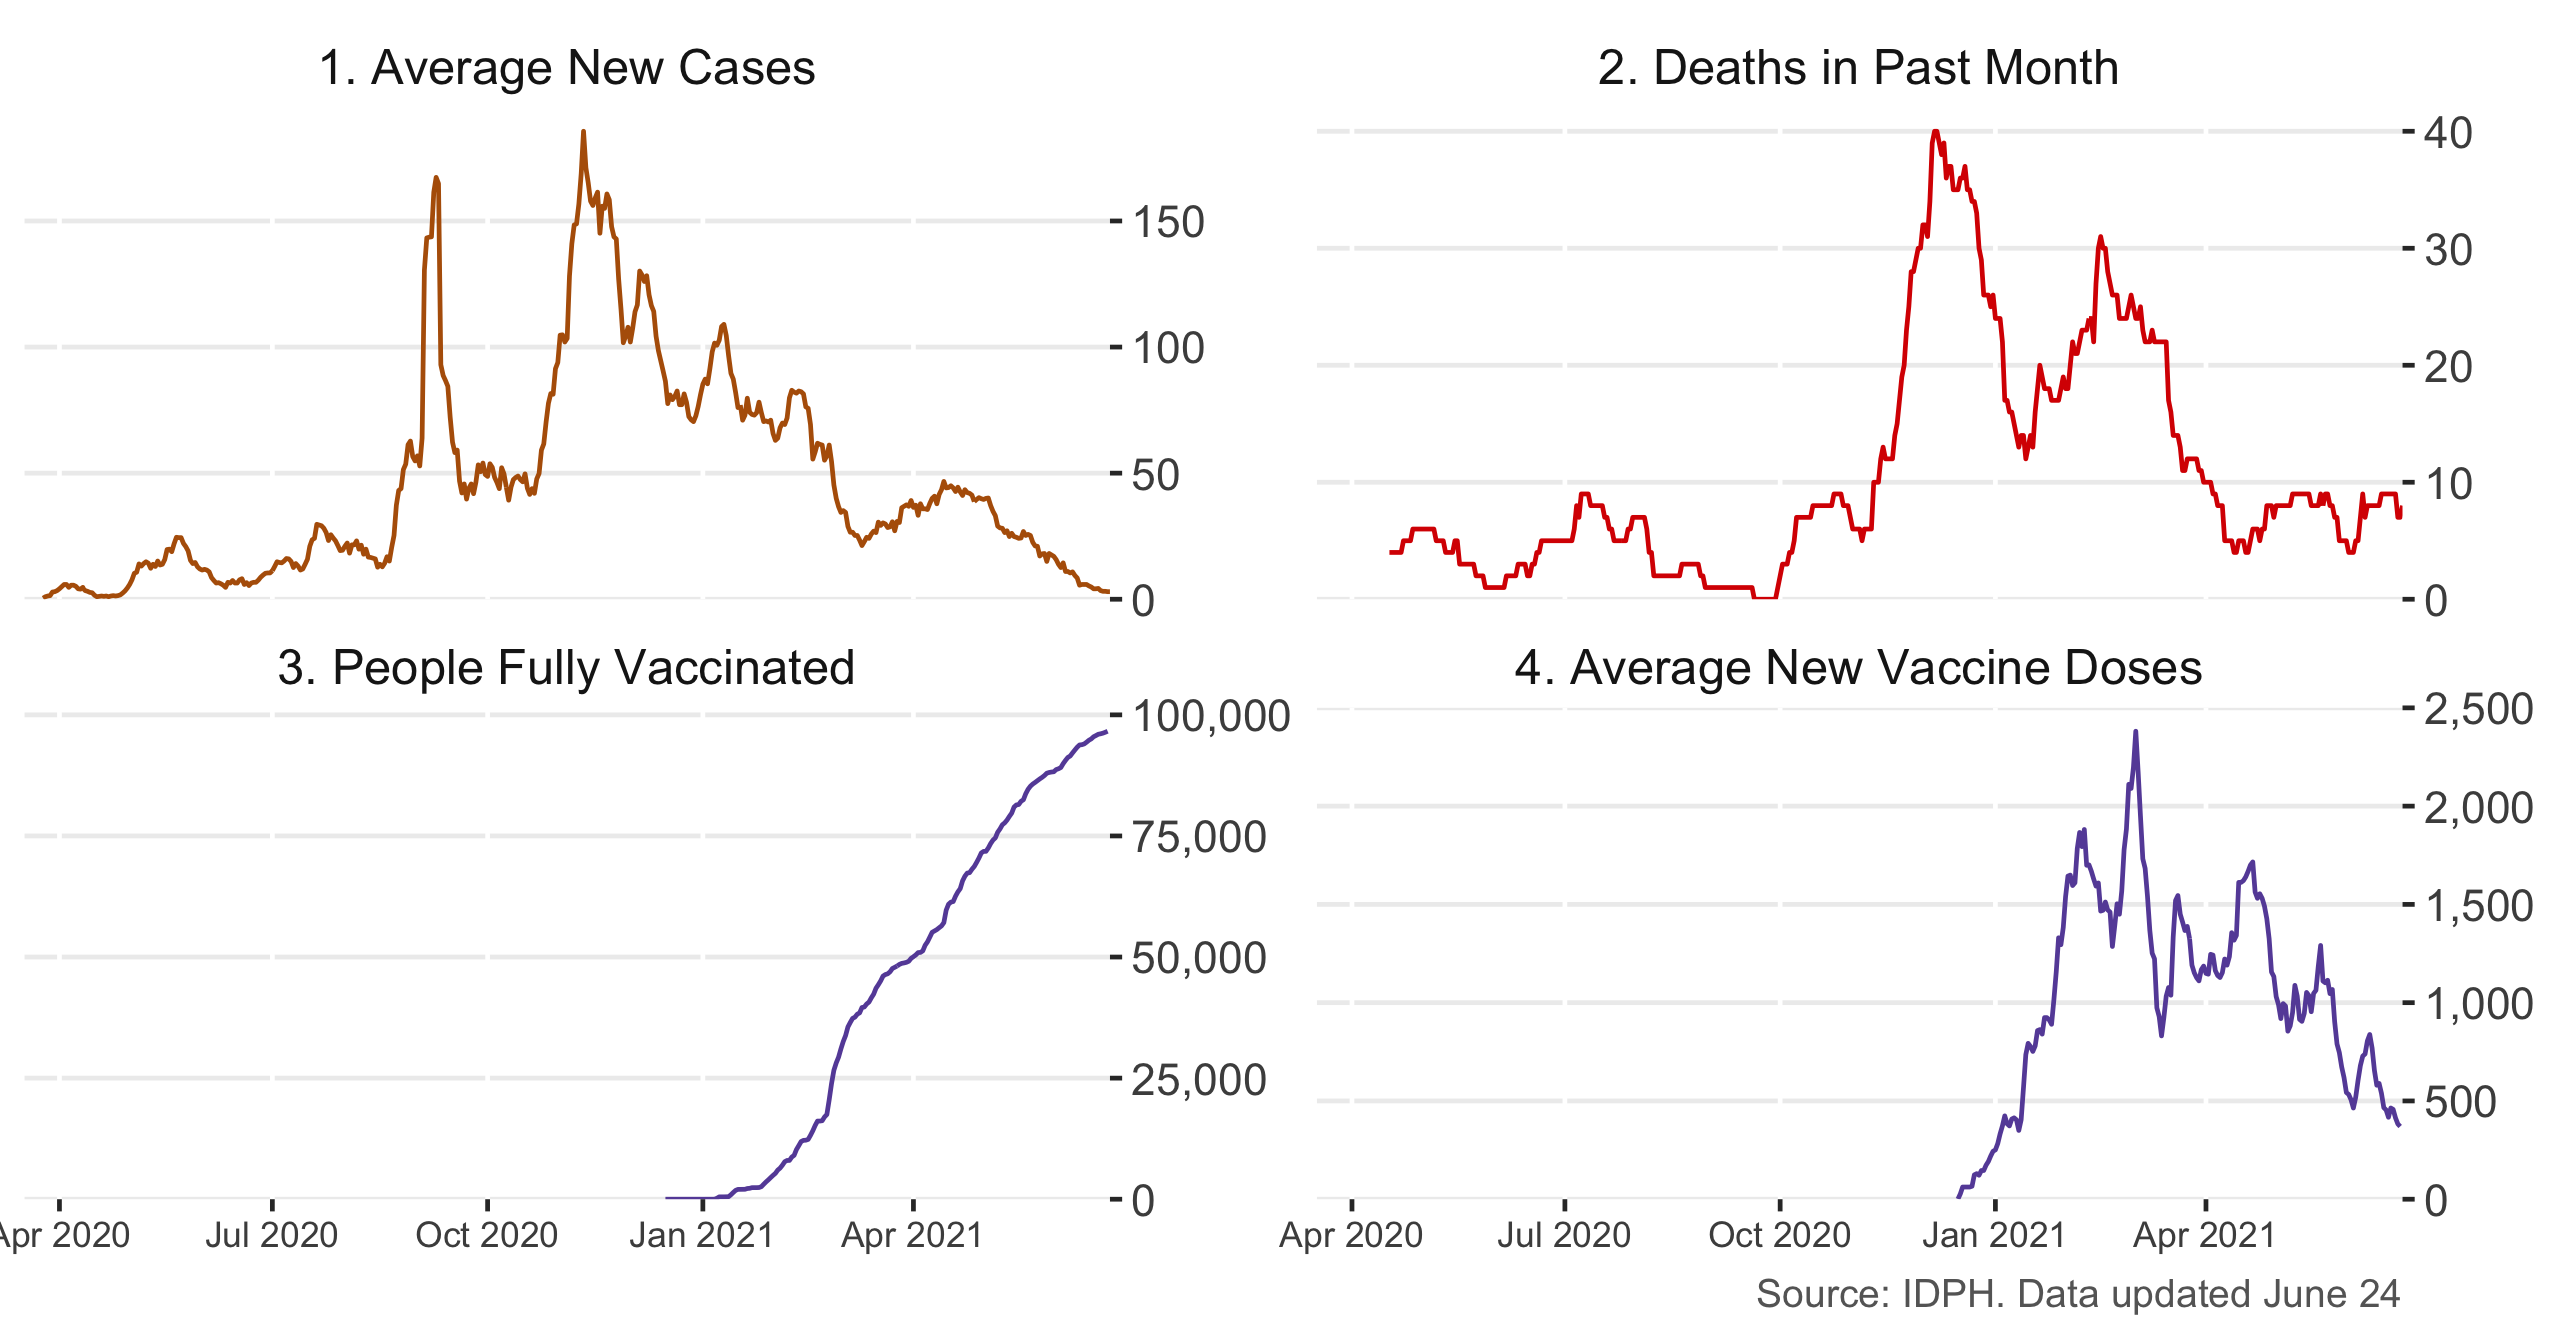 1. Average New Cases
150
100
50
0
2. Deaths in Past Month
40
30
20
10
0
3. People Fully Vaccinated
100,000
75,000
50,000
25,000
0
Apr 2020 Jul 2020 Oct 2020 Jan 2021 Apr 2021
4. Average New Vaccine Doses
2,500
2,000
1,500
1,000
500
0
Apr 2020 Jul 2020 Oct 2020 Jan 2021 Apr 2021
Source: IDPH. Data updated June 24